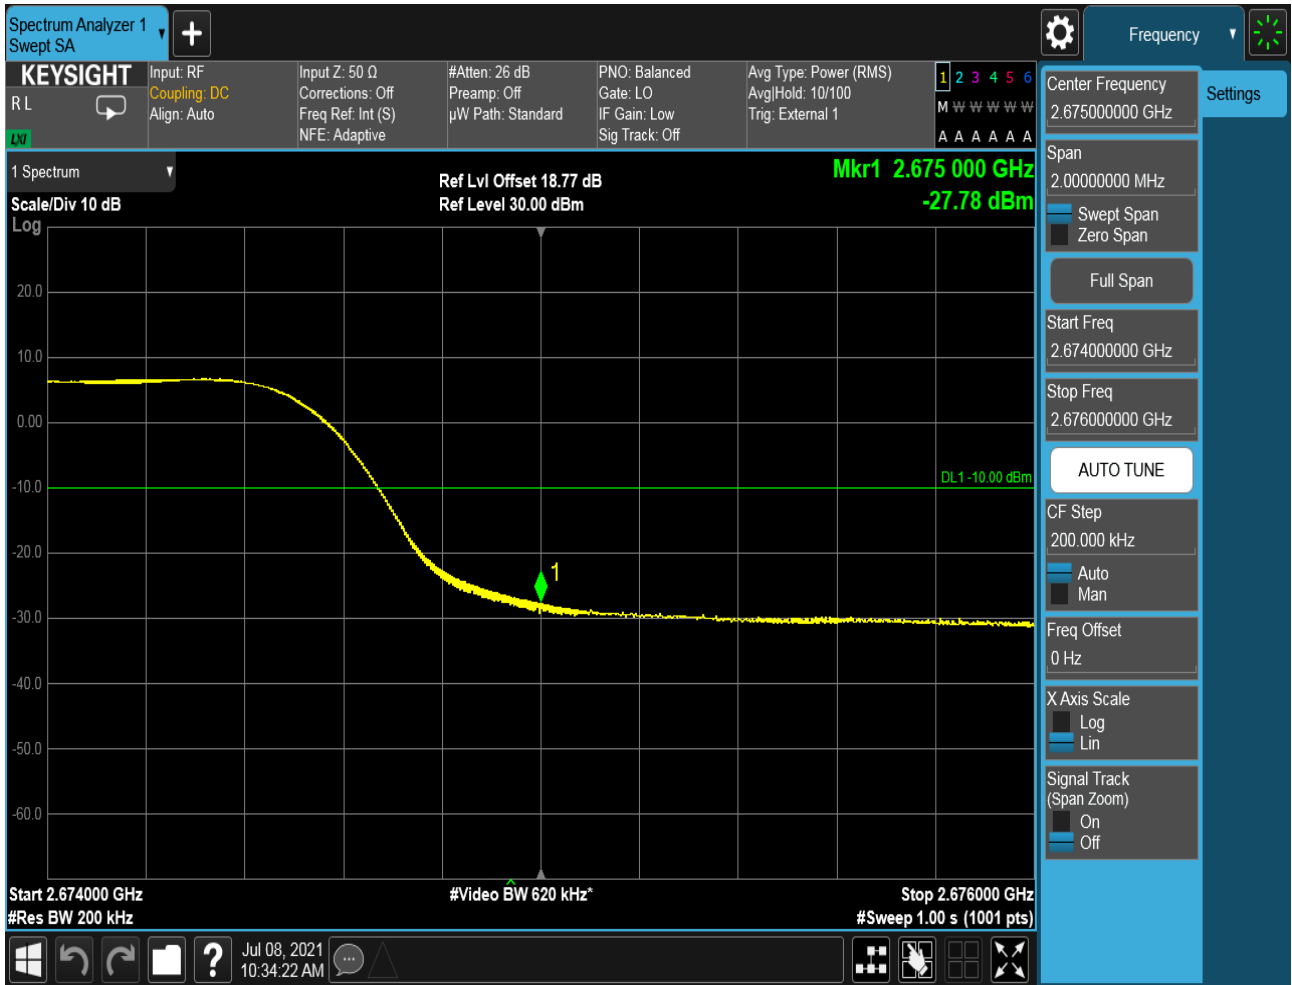 Spectrum Analyzer 1
Swept SA
Frequency
KEYSIGHT
R L
LXI
Input: RF
Coupling: DC
Align: Auto
Input Z: 50 Ω
Corrections: Off
Freq Ref: Int (S)
NFE: Adaptive
#Atten: 26 dB
Preamp: Off
µW Path: Standard
PNO: Balanced
Gate: LO
IF Gain: Low
Sig Track: Off
Avg Type: Power (RMS)
Avg|Hold: 10/100
Trig: External 1
1 2 3 4 5 6
M W W W W W
A A A A A A
1 Spectrum
Scale/Div 10 dB
Log
Ref Lvl Offset 18.77 dB
Ref Level 30.00 dBm
Mkr1 2.675 000 GHz
-27.78 dBm
20.0
10.0
0.00
-10.0
-20.0
-30.0
-40.0
-50.0
-60.0
DL1 -10.00 dBm
1
Start 2.674000 GHz
#Res BW 200 kHz
#Video BW 620 kHz*
Stop 2.676000 GHz
#Sweep 1.00 s (1001 pts)
Jul 08, 2021
10:34:22 AM
Settings
Center Frequency
2.675000000 GHz
Span
2.00000000 MHz
Swept Span
Zero Span
Full Span
Start Freq
2.674000000 GHz
Stop Freq
2.676000000 GHz
AUTO TUNE
CF Step
200.000 kHz
Auto
Man
Freq Offset
0 Hz
X Axis Scale
Log
Lin
Signal Track
(Span Zoom)
On
Off